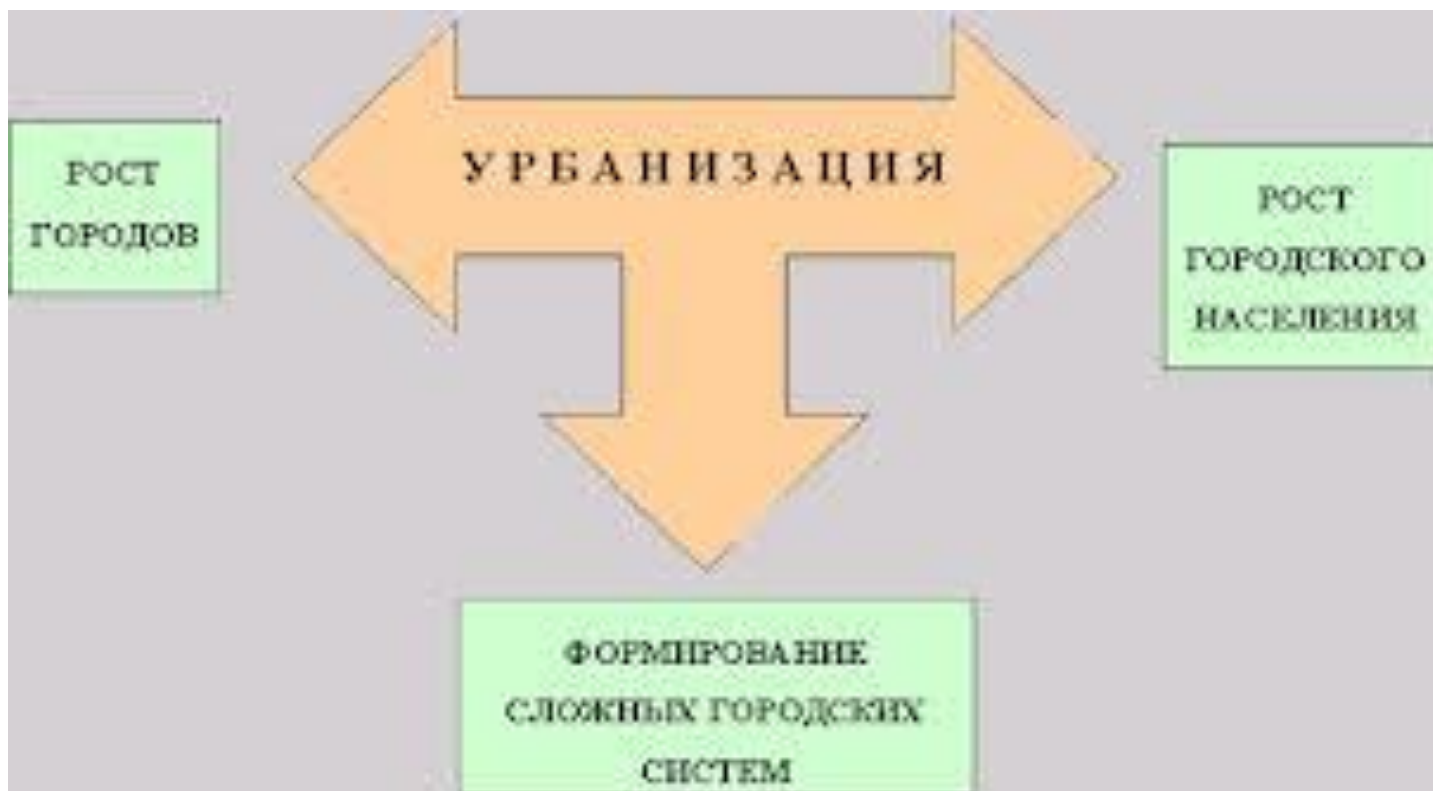 УРБАНИЗАЦИЯ
РОСТ
ГОРОДОВ
РОСТ
ГОРОДСКОГО
НАСЕЛЕНИЯ
ФОРМИРОВАНИЕ
СЛОЖНЫХ ГОРОДСКИХ
СИСТЕМ